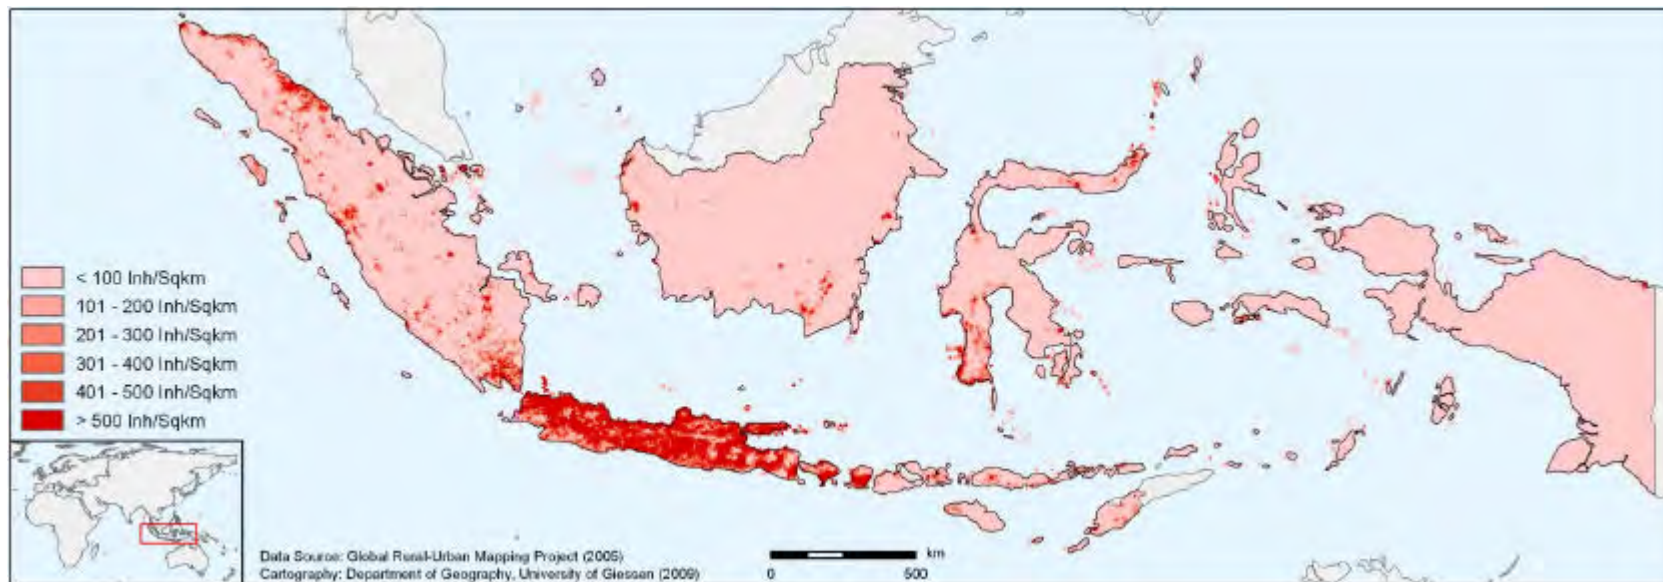 < 100 Inh/Sqkm
101 - 200 Inh/Sqkm
201 - 300 Inh/Sqkm
301 - 400 Inh/Sqkm
401 - 500 Inh/Sqkm
> 500 Inh/Sqkm
Data Source: Global Rural-Urban Mapping Project (2005)
Cartography: Department of Geography, University of Giessen (2009)
km
0 500